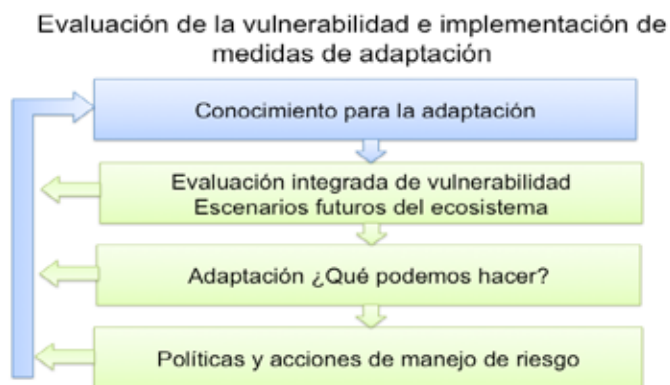 Evaluación de la vulnerabilidad e implementación de
medidas de adaptación
Conocimiento para la adaptación
Evaluación integrada de vulnerabilidad
Escenarios futuros del ecosistema
Adaptación ¿Qué podemos hacer?
Políticas y acciones de manejo de riesgo